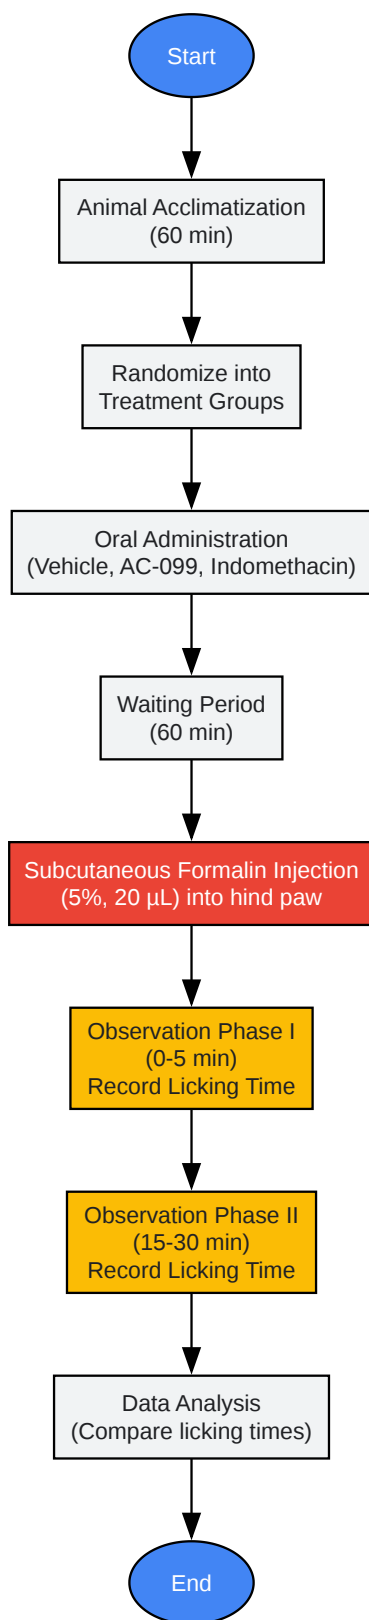 Start
Animal Acclimatization
(60 min)
Randomize into
Treatment Groups
Oral Administration
(Vehicle, AC-099, Indomethacin)
Waiting Period
(60 min)
Subcutaneous Formalin Injection
(5%, 20 µL) into hind paw
Observation Phase I
(0-5 min)
Record Licking Time
Observation Phase II
(15-30 min)
Record Licking Time
Data Analysis
(Compare licking times)
End